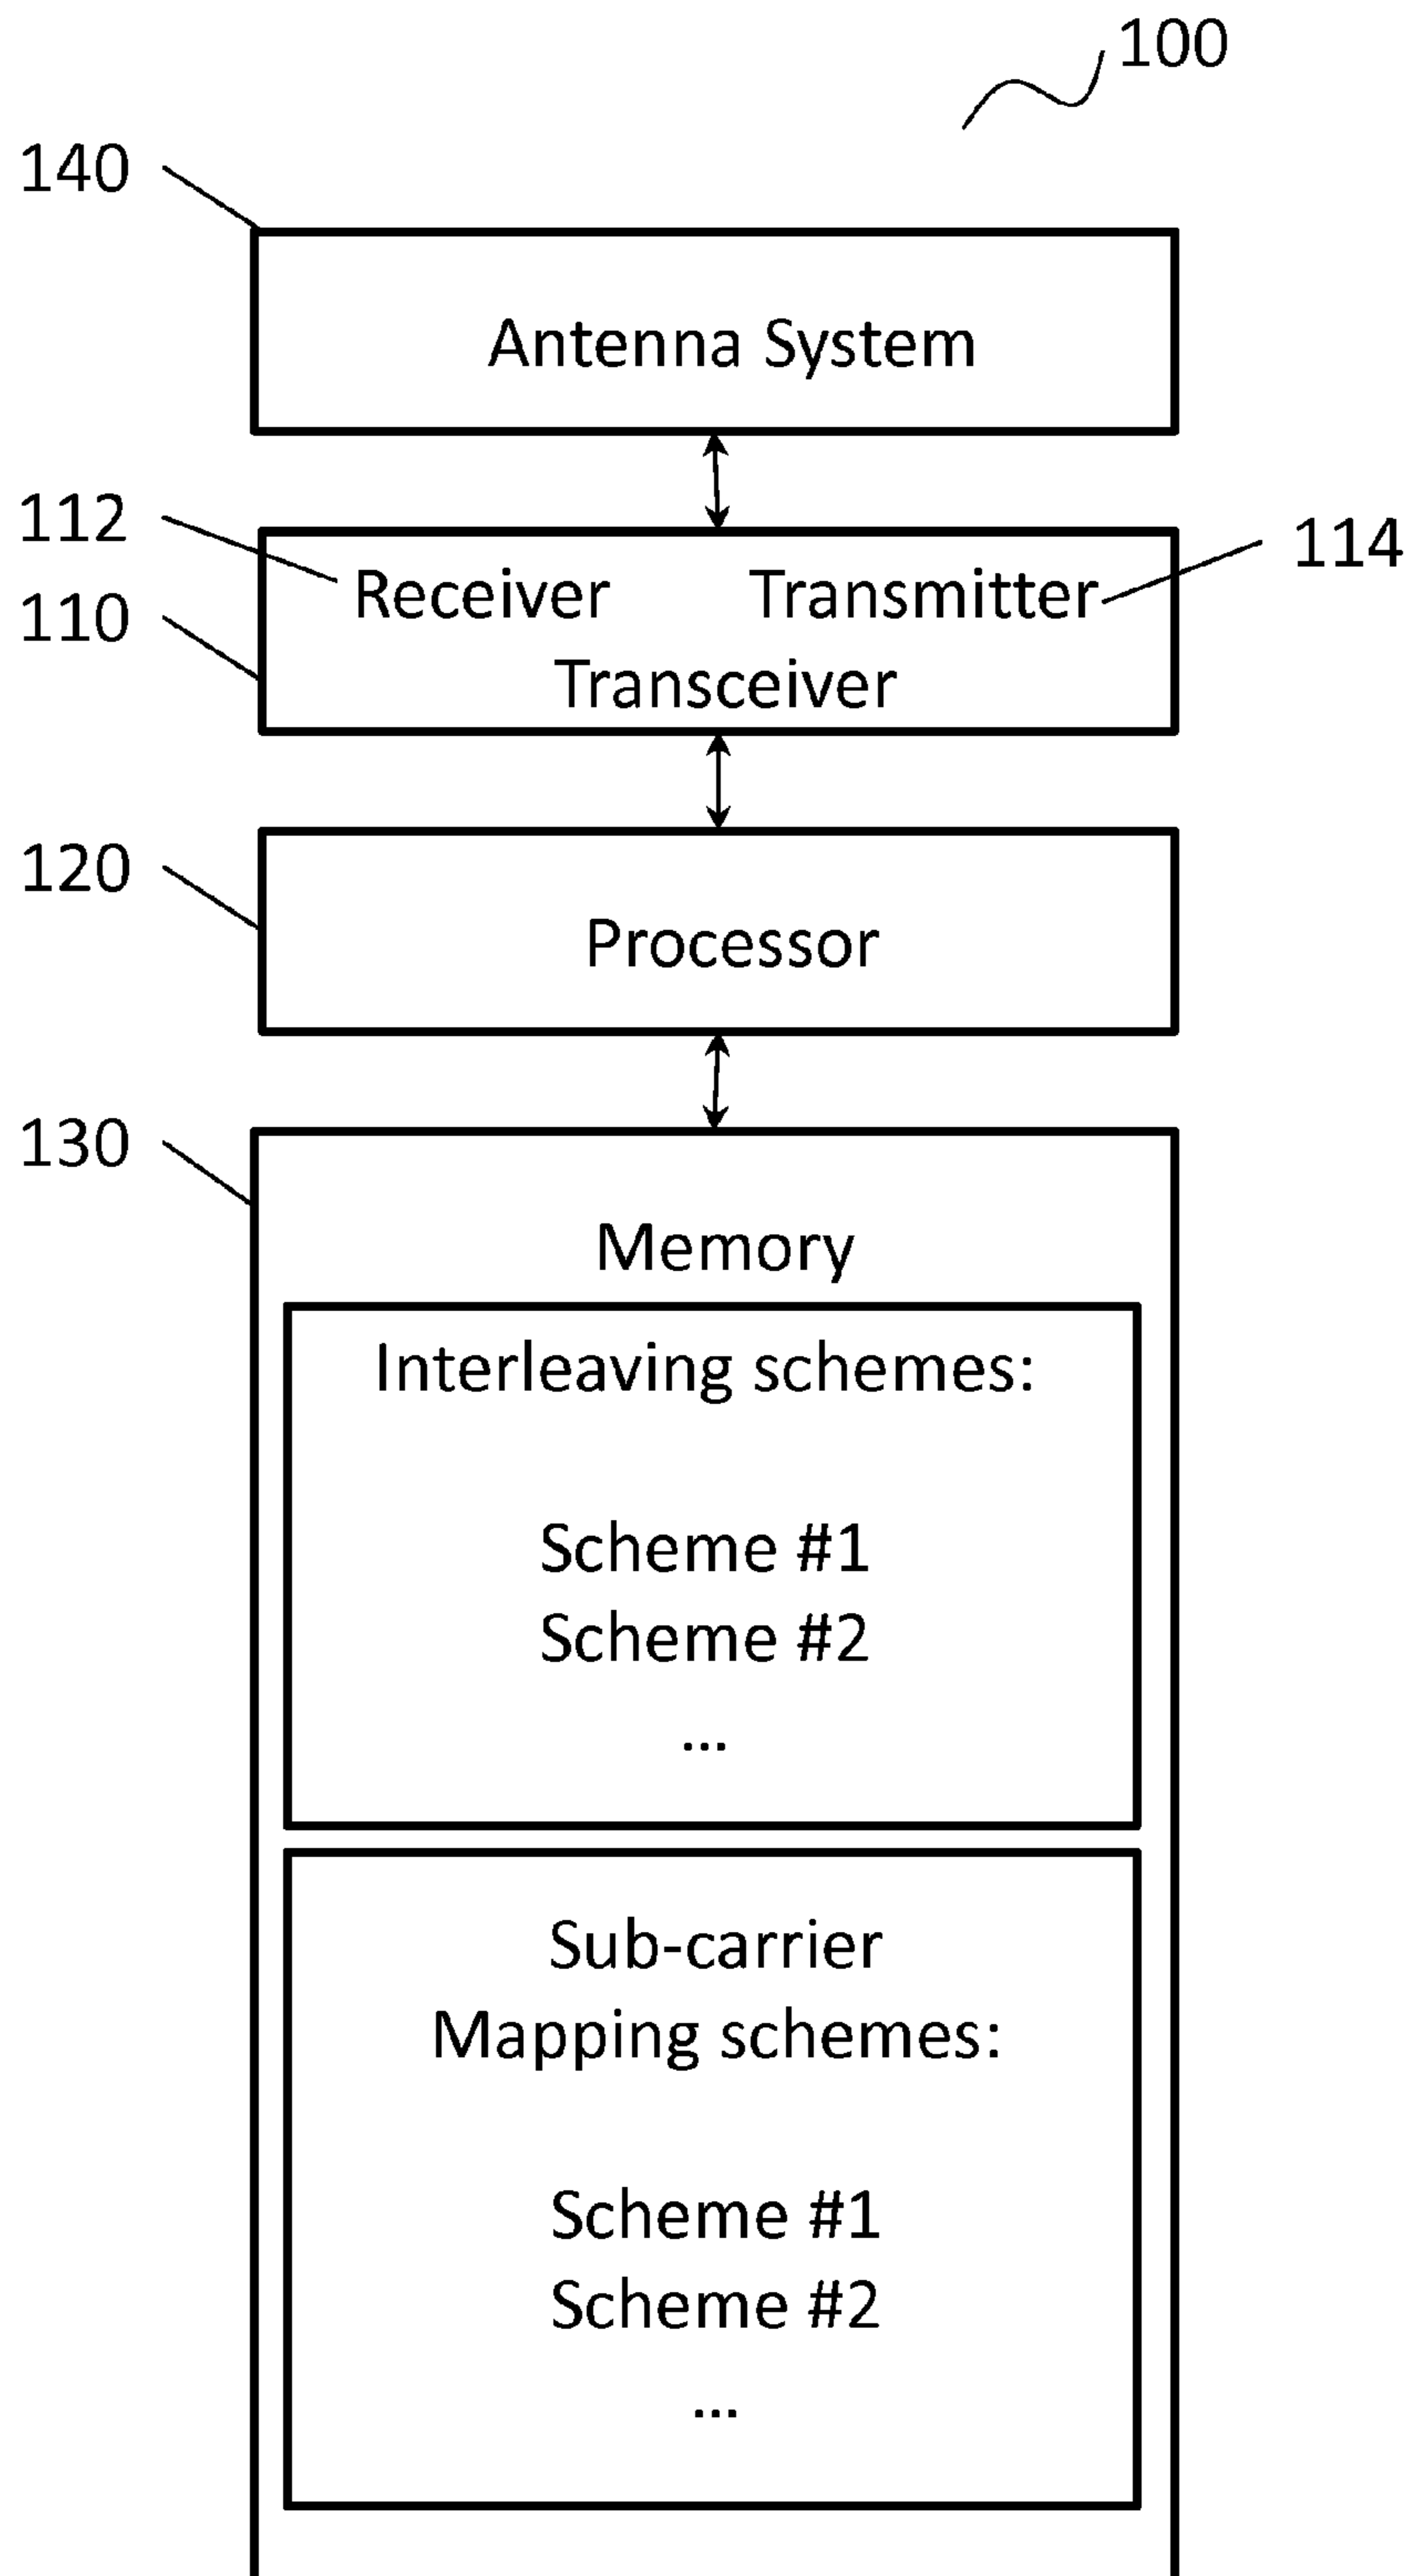 100
140
Antenna System
112
114
Receiver Transmitter
110
Transceiver
120
Processor
130
Memory
Interleaving schemes:
Scheme #1
Scheme #2
...
Sub-carrier
Mapping schemes:
Scheme #1
Scheme #2
...